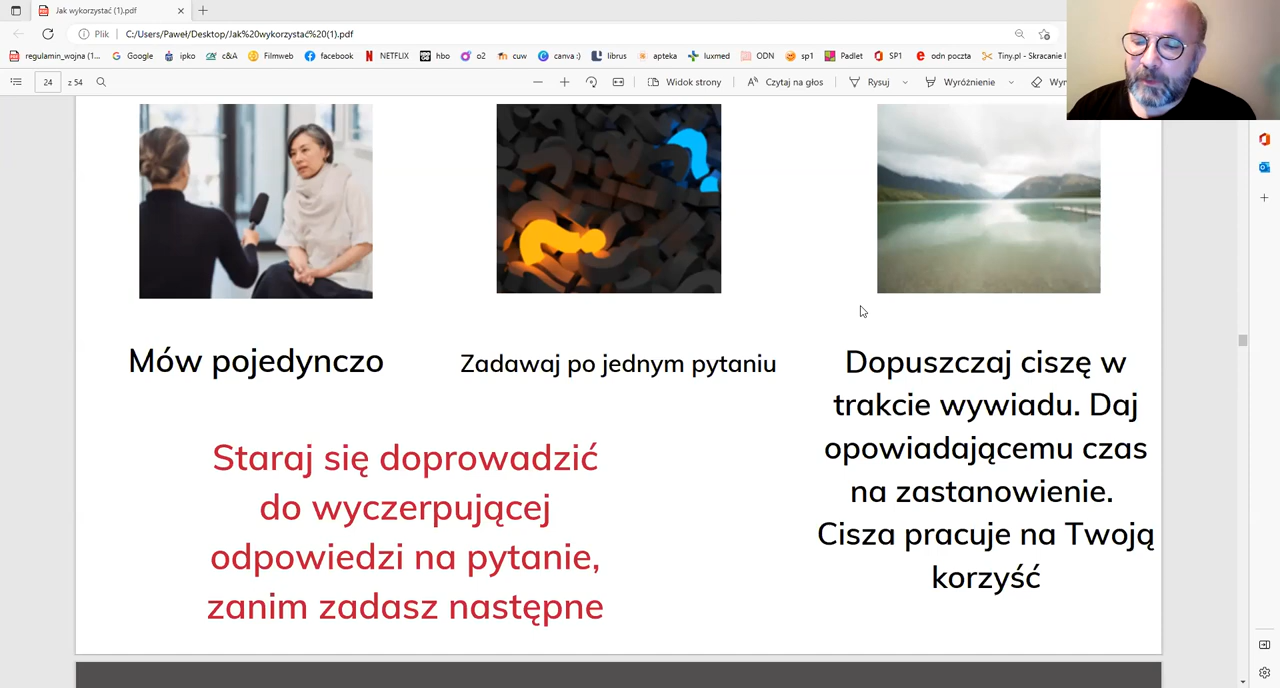 Jak wykorzystać (1).pdf
Plik C:/Users/Paweł/Desktop/Jak%20wykorzystać%20(1).pdf
regulamin_wojna (1... Google ipko c&A Filmweb facebook NETFLIX hbo o2 cuw canva :) librus apteka luxmed ODN sp1 Padlet SP1 odn poczta Tiny.pl - Skracanie l
24 z 54 Widok strony Czytaj na głos Rysuj Wyróżnienie
Mów pojedynczo
Zadawaj po jednym pytaniu
Staraj się doprowadzić
do wyczerpującej
odpowiedzi na pytanie,
zanim zadasz następne
Dopuszczaj ciszę w
trakcie wywiadu. Daj
opowiadającemu czas
na zastanowienie.
Cisza pracuje na Twoją
korzyść